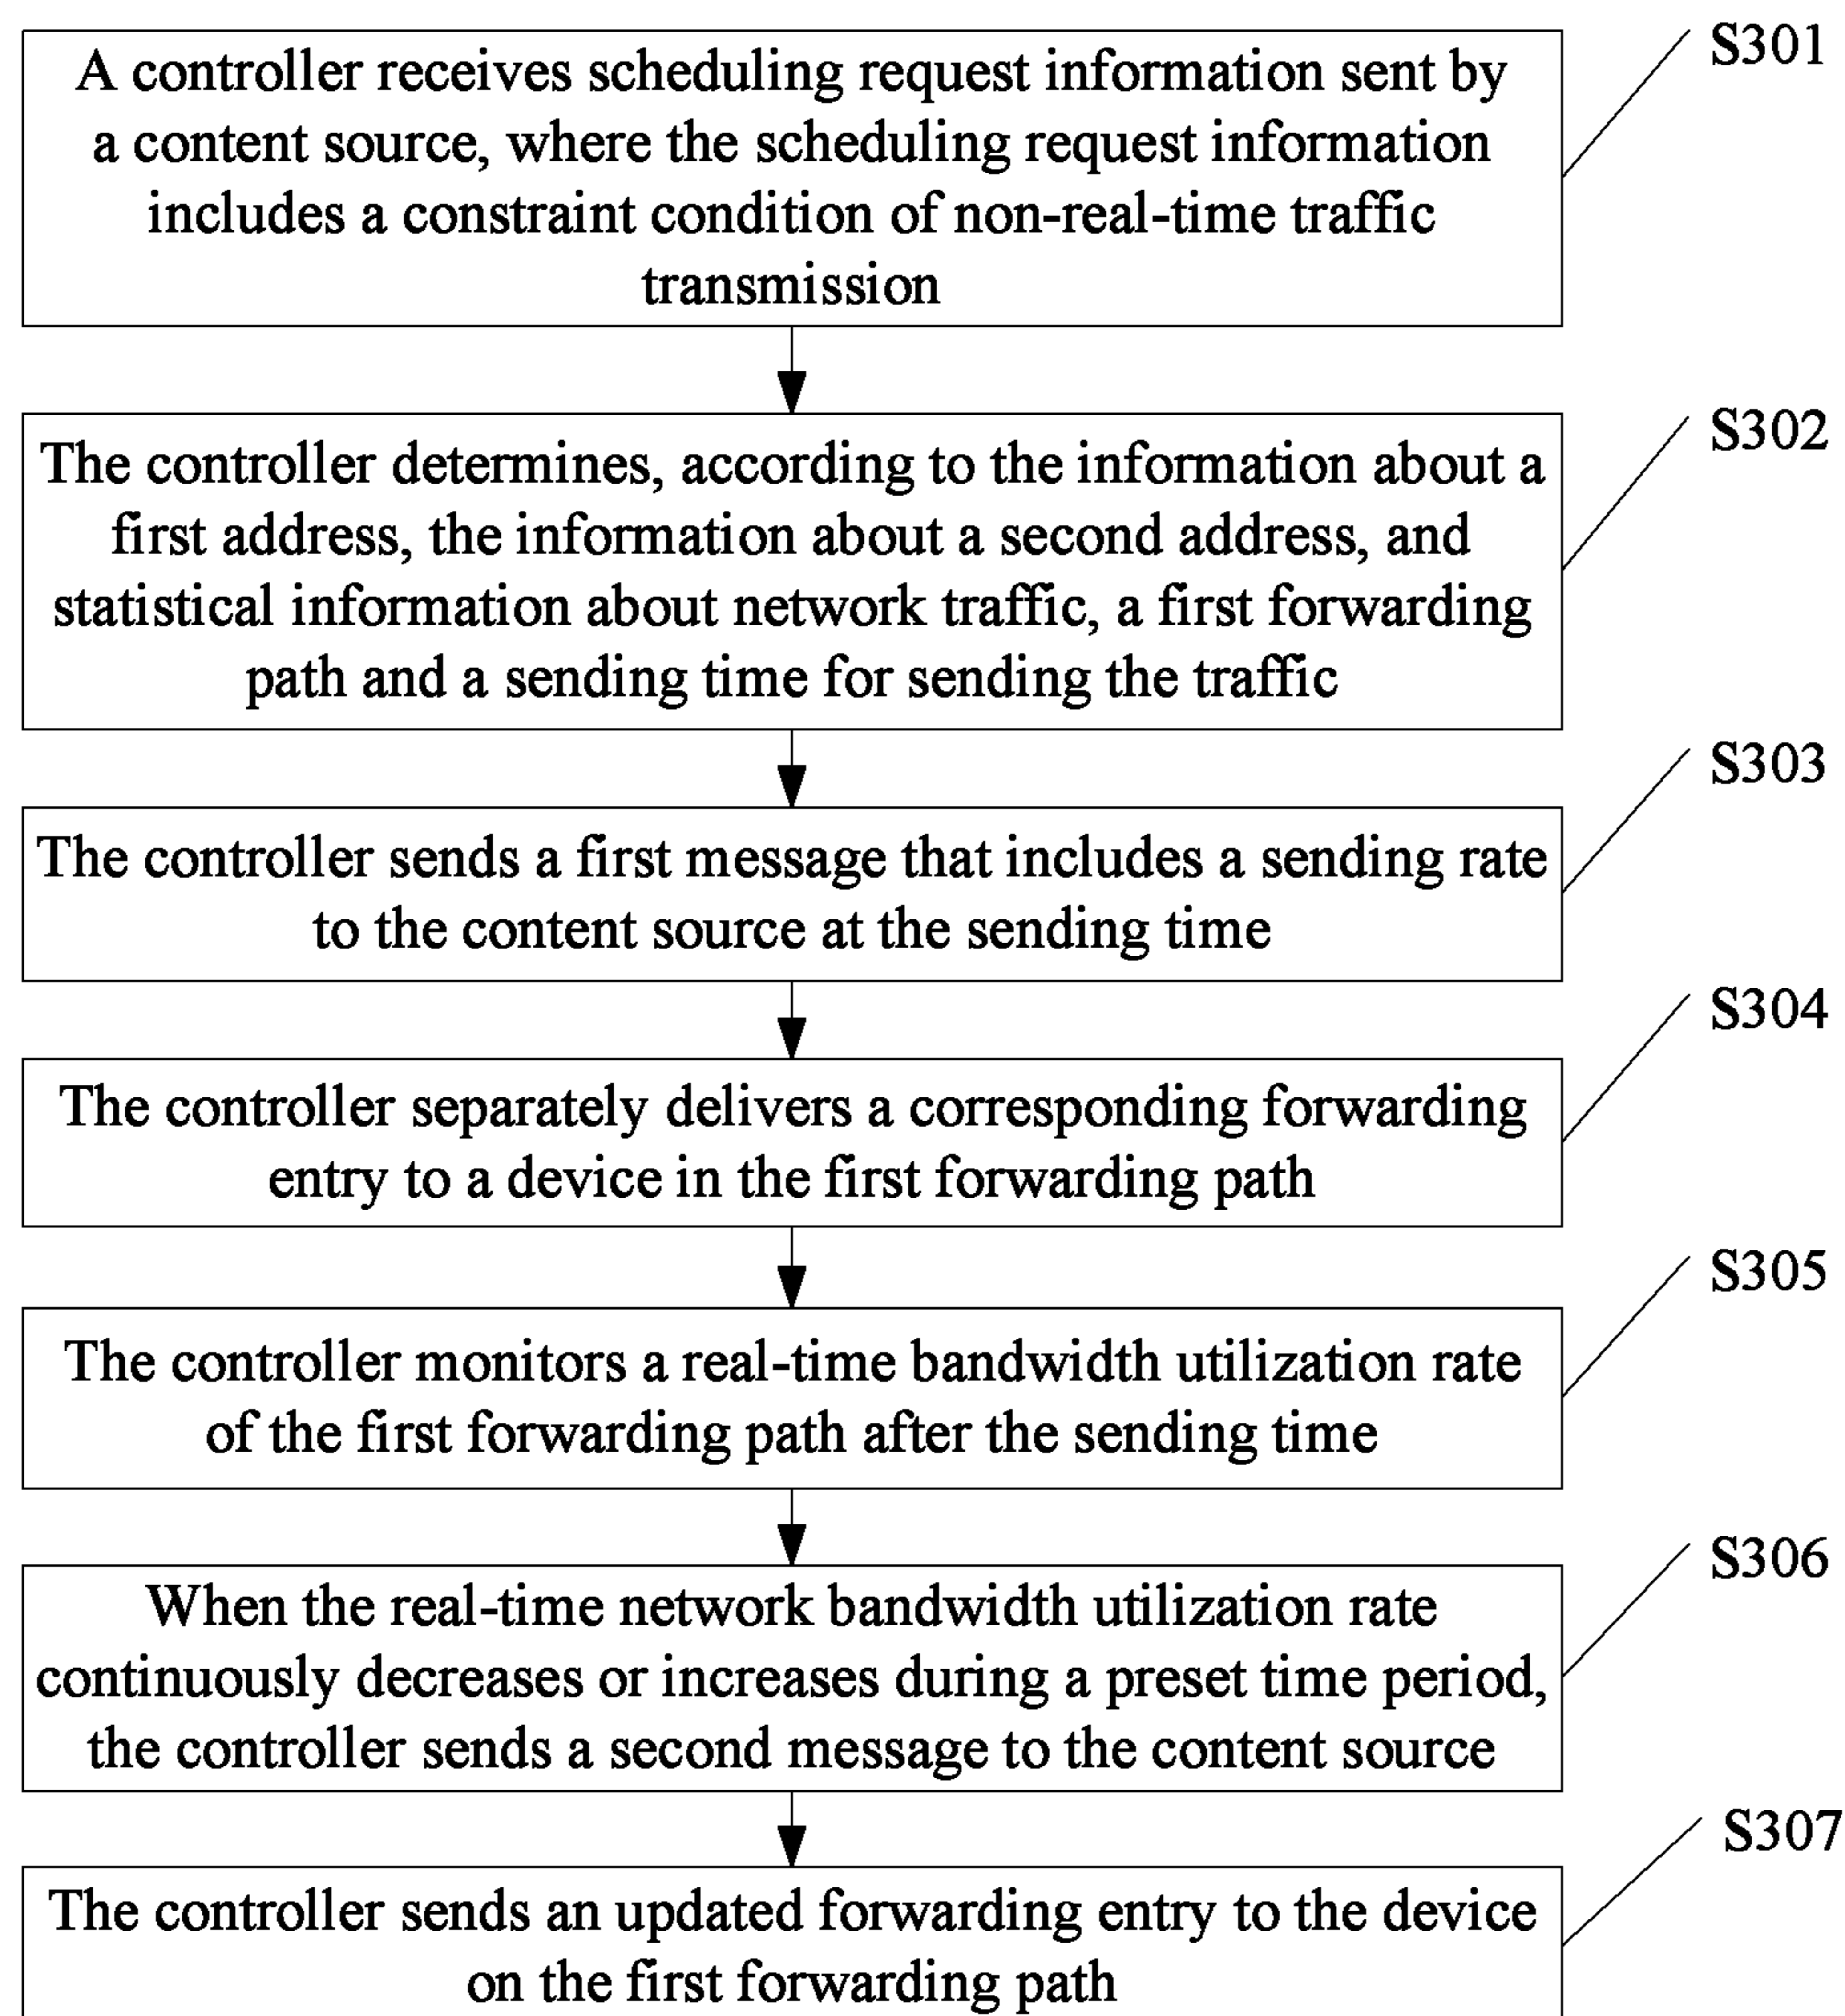 A controller receives scheduling request information sent by
a content source, where the scheduling request information
includes a constraint condition of non-real-time traffic
transmission
S301
The controller determines, according to the information about a
first address, the information about a second address, and
statistical information about network traffic, a first forwarding
path and a sending time for sending the traffic
S302
The controller sends a first message that includes a sending rate
to the content source at the sending time
S303
The controller separately delivers a corresponding forwarding
entry to a device in the first forwarding path
S304
The controller monitors a real-time bandwidth utilization rate
of the first forwarding path after the sending time
S305
When the real-time network bandwidth utilization rate
continuously decreases or increases during a preset time period,
the controller sends a second message to the content source
S306
The controller sends an updated forwarding entry to the device
on the first forwarding path
S307